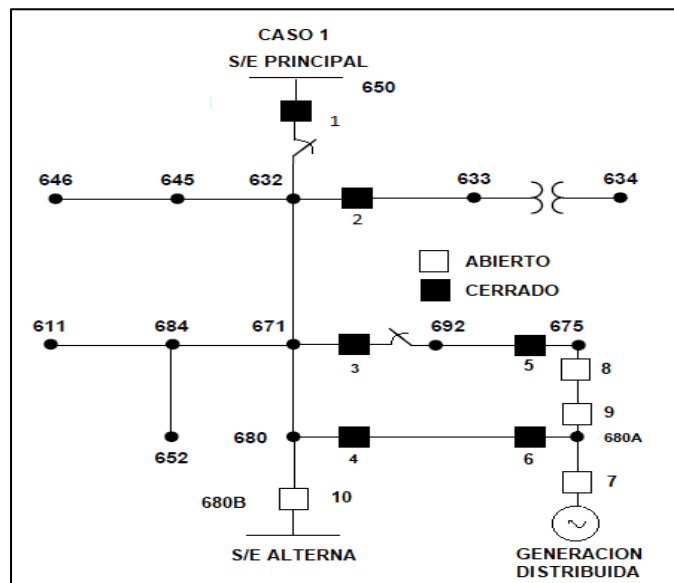 CASO 1
S/E PRINCIPAL
650
1
646
645
632
633
634
2
ABIERTO
CERRADO
611
684
671
692
675
3
5
8
9
652
680
4
6
680A
7
680B
10
S/E ALTERNA
GENERACION
DISTRIBUIDA